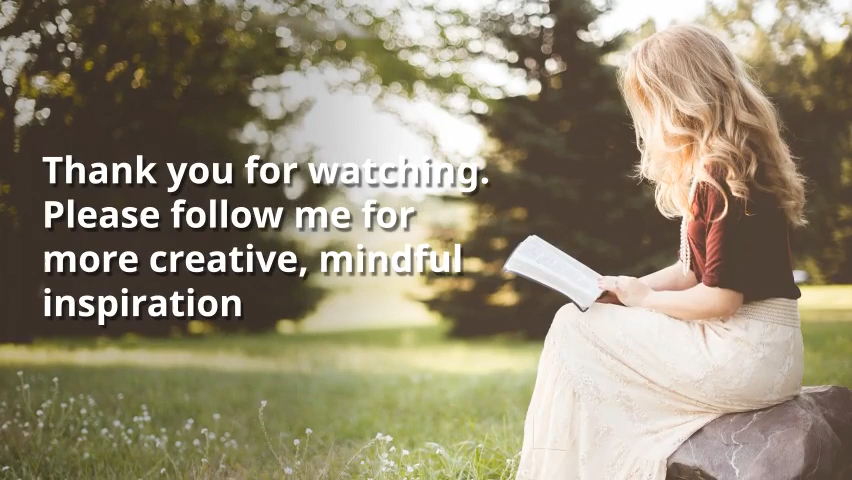 Thank you for watching.
Please follow me for
more creative, mindful
inspiration